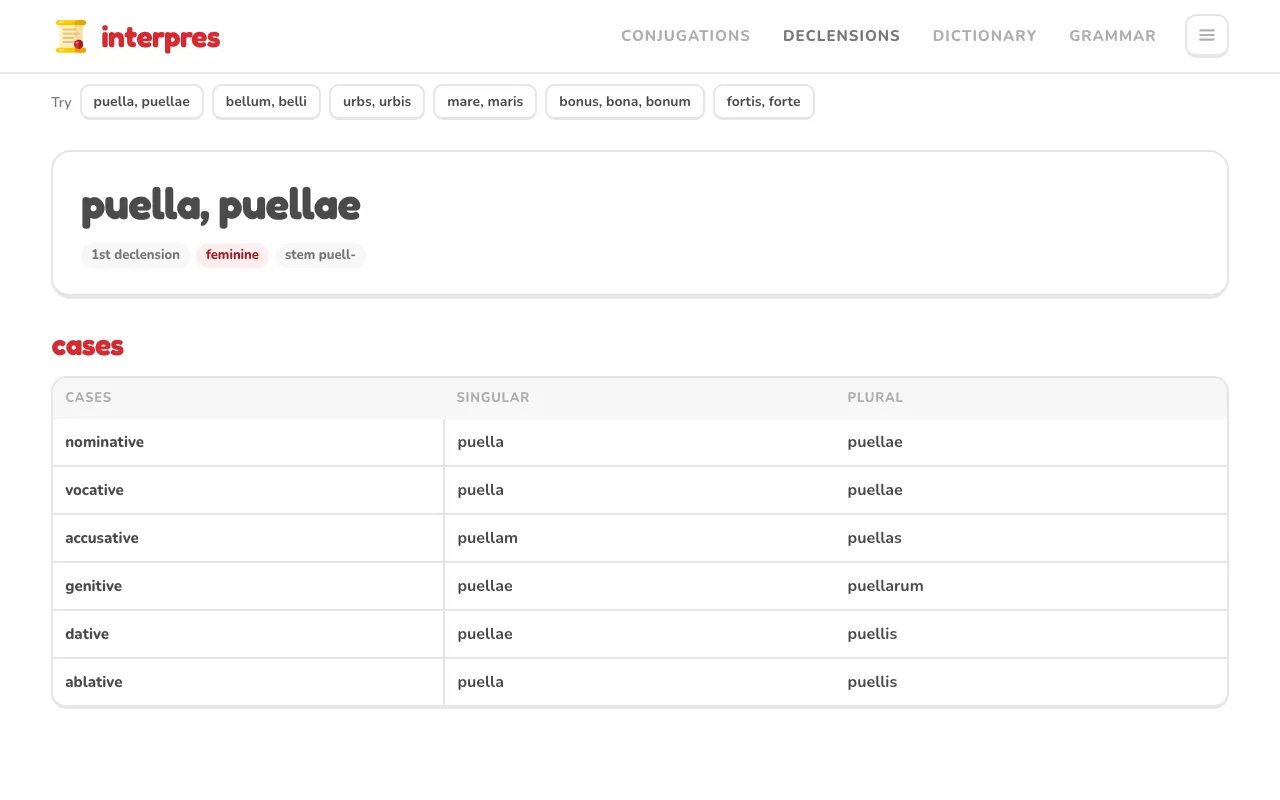 interpres
CONJUGATIONS DECLENSIONS DICTIONARY GRAMMAR
Try puella, puellae bellum, belli urbs, urbis mare, maris bonus, bona, bonum fortis, forte
puella, puellae
1st declension feminine stem puell-
cases
CASES SINGULAR PLURAL
nominative puella puellae
vocative puella puellae
accusative puellam puellas
genitive puellae puellarum
dative puellae puellis
ablative puella puellis